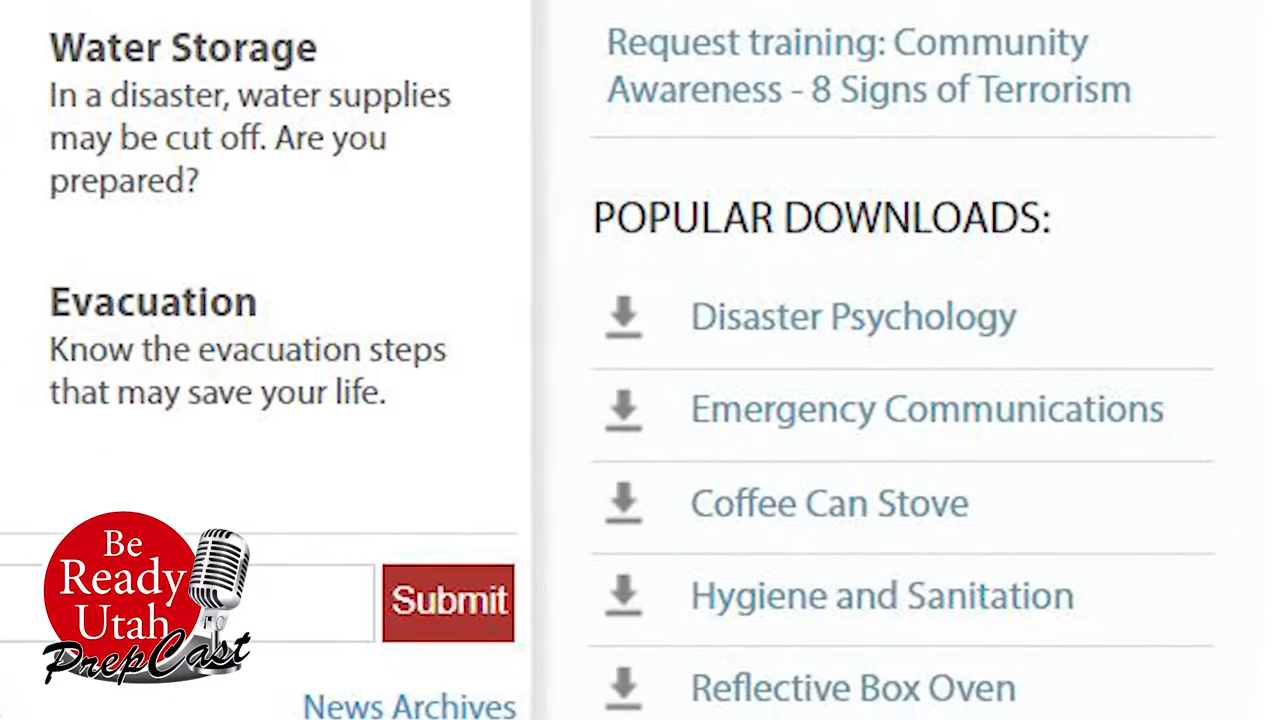 Water Storage
In a disaster, water supplies
may be cut off. Are you
prepared?
Evacuation
Know the evacuation steps
that may save your life.
Submit
News Archives
Be
Ready
Utah
PrepCast
Request training: Community
Awareness - 8 Signs of Terrorism
POPULAR DOWNLOADS:
Disaster Psychology
Emergency Communications
Coffee Can Stove
Hygiene and Sanitation
Reflective Box Oven